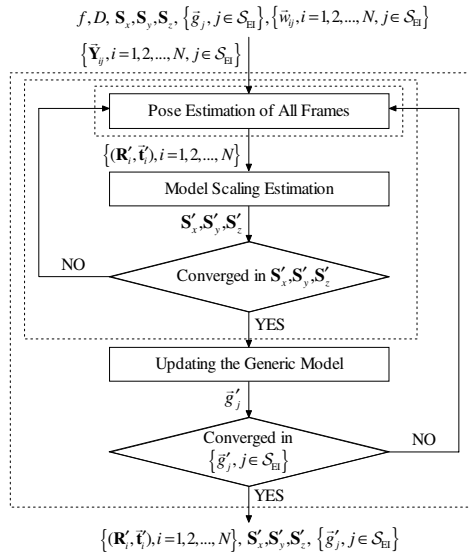 f, D, S_x, S_y, S_z, {g⃗_j, j∈S_EI}, {w⃗_ij, i=1,2,...,N, j∈S_EI}
{Y⃗_ij, i=1,2,...,N, j∈S_EI}
Pose Estimation of All Frames
{(R′_i, t⃗′_i), i=1,2,...,N}
Model Scaling Estimation
S′_x, S′_y, S′_z
NO
Converged in S′_x, S′_y, S′_z
YES
Updating the Generic Model
g⃗′_j
Converged in
{g⃗′_j, j∈S_EI}
NO
YES
{(R′_i, t⃗′_i), i=1,2,...,N}, S′_x, S′_y, S′_z, {g⃗′_j, j∈S_EI}